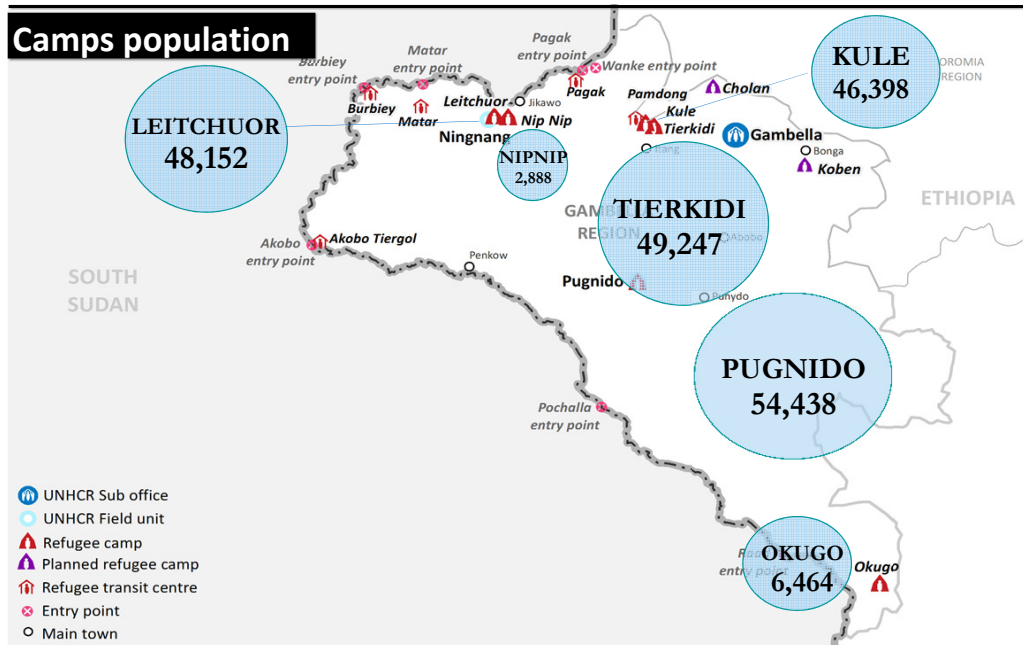 Camps population
Burbiey
entry point
Matar
entry point
Pagak
entry point
Wanke entry point
KULE
46,398
OROMIA
REGION
LEITCHUOR
48,152
Burbiey
Matar
Leitchuor
Jikawo
Nip Nip
Ningnang
Pagak
Pamdong
Kule
Tierkidi
Cholan
Gambella
Bonga
Koben
NIPNIP
2,888
TIERKIDI
49,247
REGION
Ababo
ETHIOPIA
Akobo
entry point
Akobo Tiergol
Penkow
SOUTH
SUDAN
Pugnido
Punydo
PUGNIDO
54,438
Pochalla
entry point
OKUGO
6,464
entry point
Okugo
UNHCR Sub office
UNHCR Field unit
Refugee camp
Planned refugee camp
Refugee transit centre
Entry point
Main town